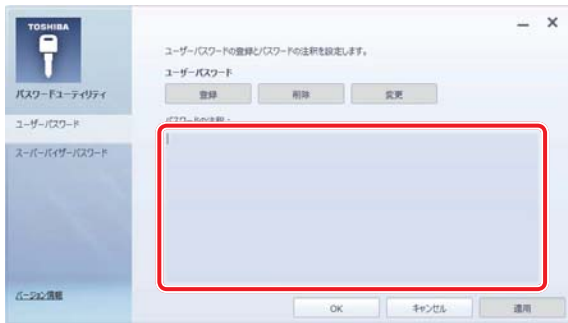 TOSHIBA
パスワードユーティリティ
ユーザーパスワード
スーパーバイザーパスワード
バージョン情報
ユーザーパスワードの登録とパスワードの注釈を設定します。
ユーザーパスワード
登録 削除 変更
パスワードの注釈：
OK キャンセル 適用